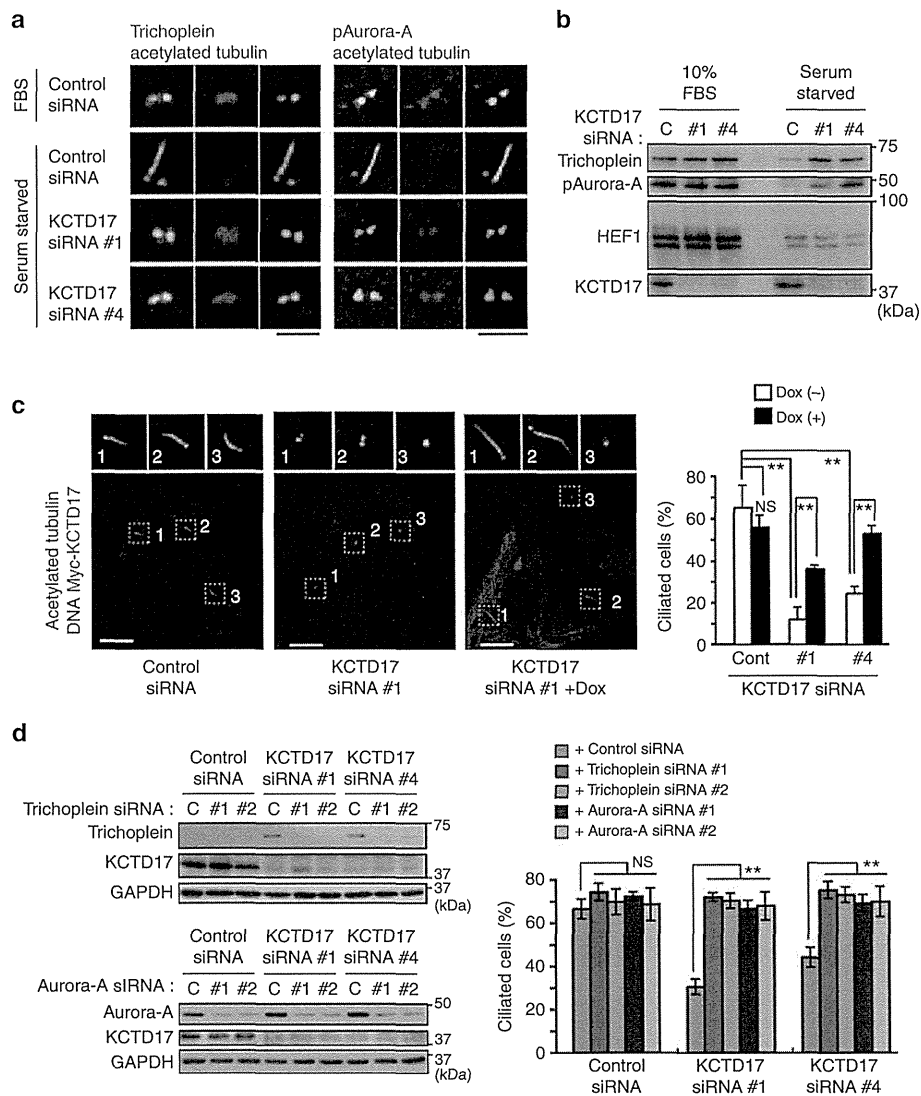 a
Trichoplein
acetylated tubulin
pAurora-A
acetylated tubulin
FBS
Control
siRNA
Serum starved
Control
siRNA
KCTD17
siRNA #1
KCTD17
siRNA #4
b
10%
FBS
Serum
starved
KCTD17
siRNA :
C #1 #4 C #1 #4
Trichoplein
75
pAurora-A
50
100
HEF1
KCTD17
37
(kDa)
c
Acetylated tubulin
DNA Myc-KCTD17
1 2 3
1 2 3
Control
siRNA
1 2 3
1 2 3
KCTD17
siRNA #1
1 2 3
3
1 2
KCTD17
siRNA #1 +Dox
Dox (–)
Dox (+)
Ciliated cells (%)
80
60
40
20
0
** **
NS ** **
Cont #1 #4
KCTD17 siRNA
d
Control
siRNA
KCTD17
siRNA #1
KCTD17
siRNA #4
Trichoplein siRNA :
C #1 #2 C #1 #2 C #1 #2
Trichoplein
75
KCTD17
37
GAPDH
37
(kDa)
Control
siRNA
KCTD17
siRNA #1
KCTD17
siRNA #4
Aurora-A siRNA :
C #1 #2 C #1 #2 C #1 #2
Aurora-A
50
KCTD17
37
GAPDH
37
(kDa)
+ Control siRNA
+ Trichoplein siRNA #1
+ Trichoplein siRNA #2
+ Aurora-A siRNA #1
+ Aurora-A siRNA #2
Ciliated cells (%)
80
60
40
20
0
NS ** **
Control
siRNA
KCTD17
siRNA #1
KCTD17
siRNA #4